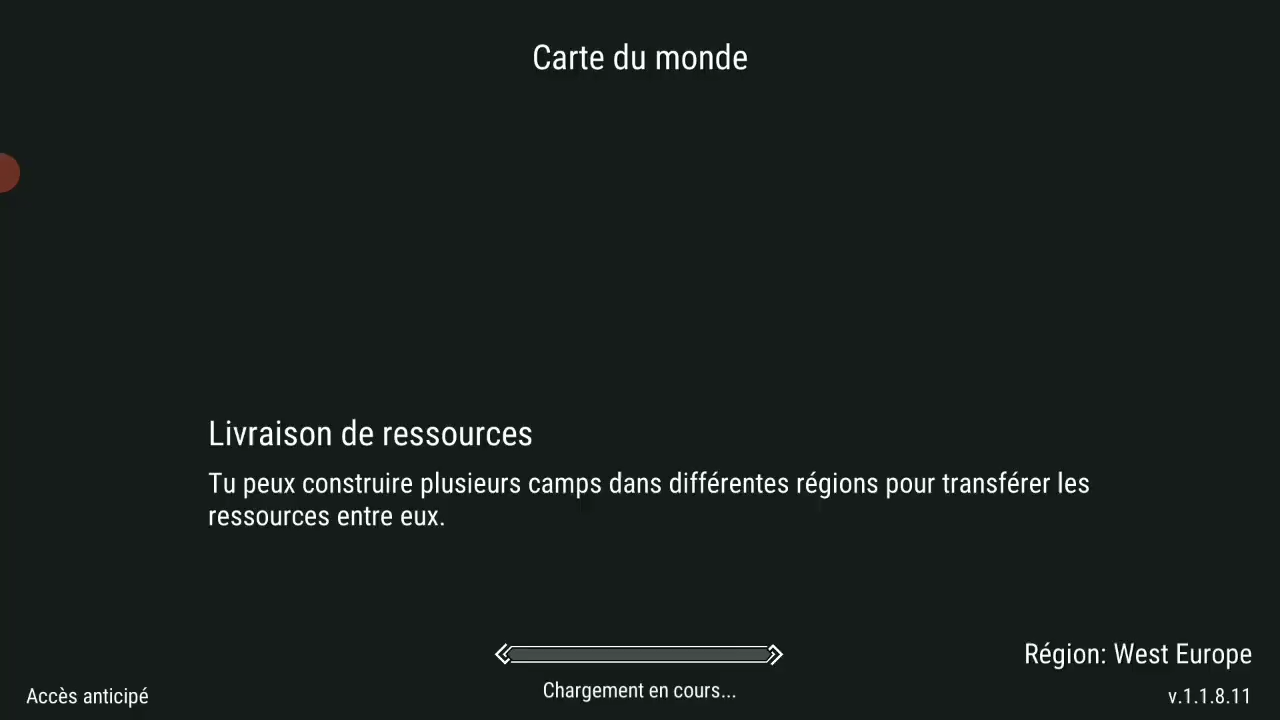 Carte du monde
Livraison de ressources
Tu peux construire plusieurs camps dans différentes régions pour transférer les
ressources entre eux.
Région: West Europe
Chargement en cours...
Accès anticipé
v.1.1.8.11